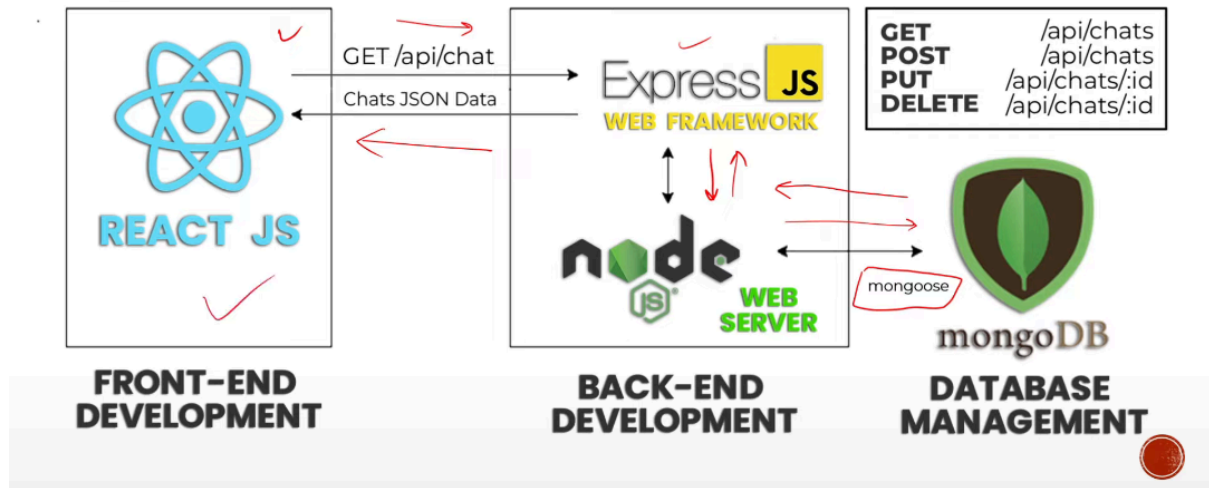 REACT JS
FRONT-END
DEVELOPMENT
GET /api/chat
Chats JSON Data
Express JS
WEB FRAMEWORK
node
JS
WEB
SERVER
BACK-END
DEVELOPMENT
GET /api/chats
POST /api/chats
PUT /api/chats/:id
DELETE /api/chats/:id
mongoose
mongoDB
DATABASE
MANAGEMENT